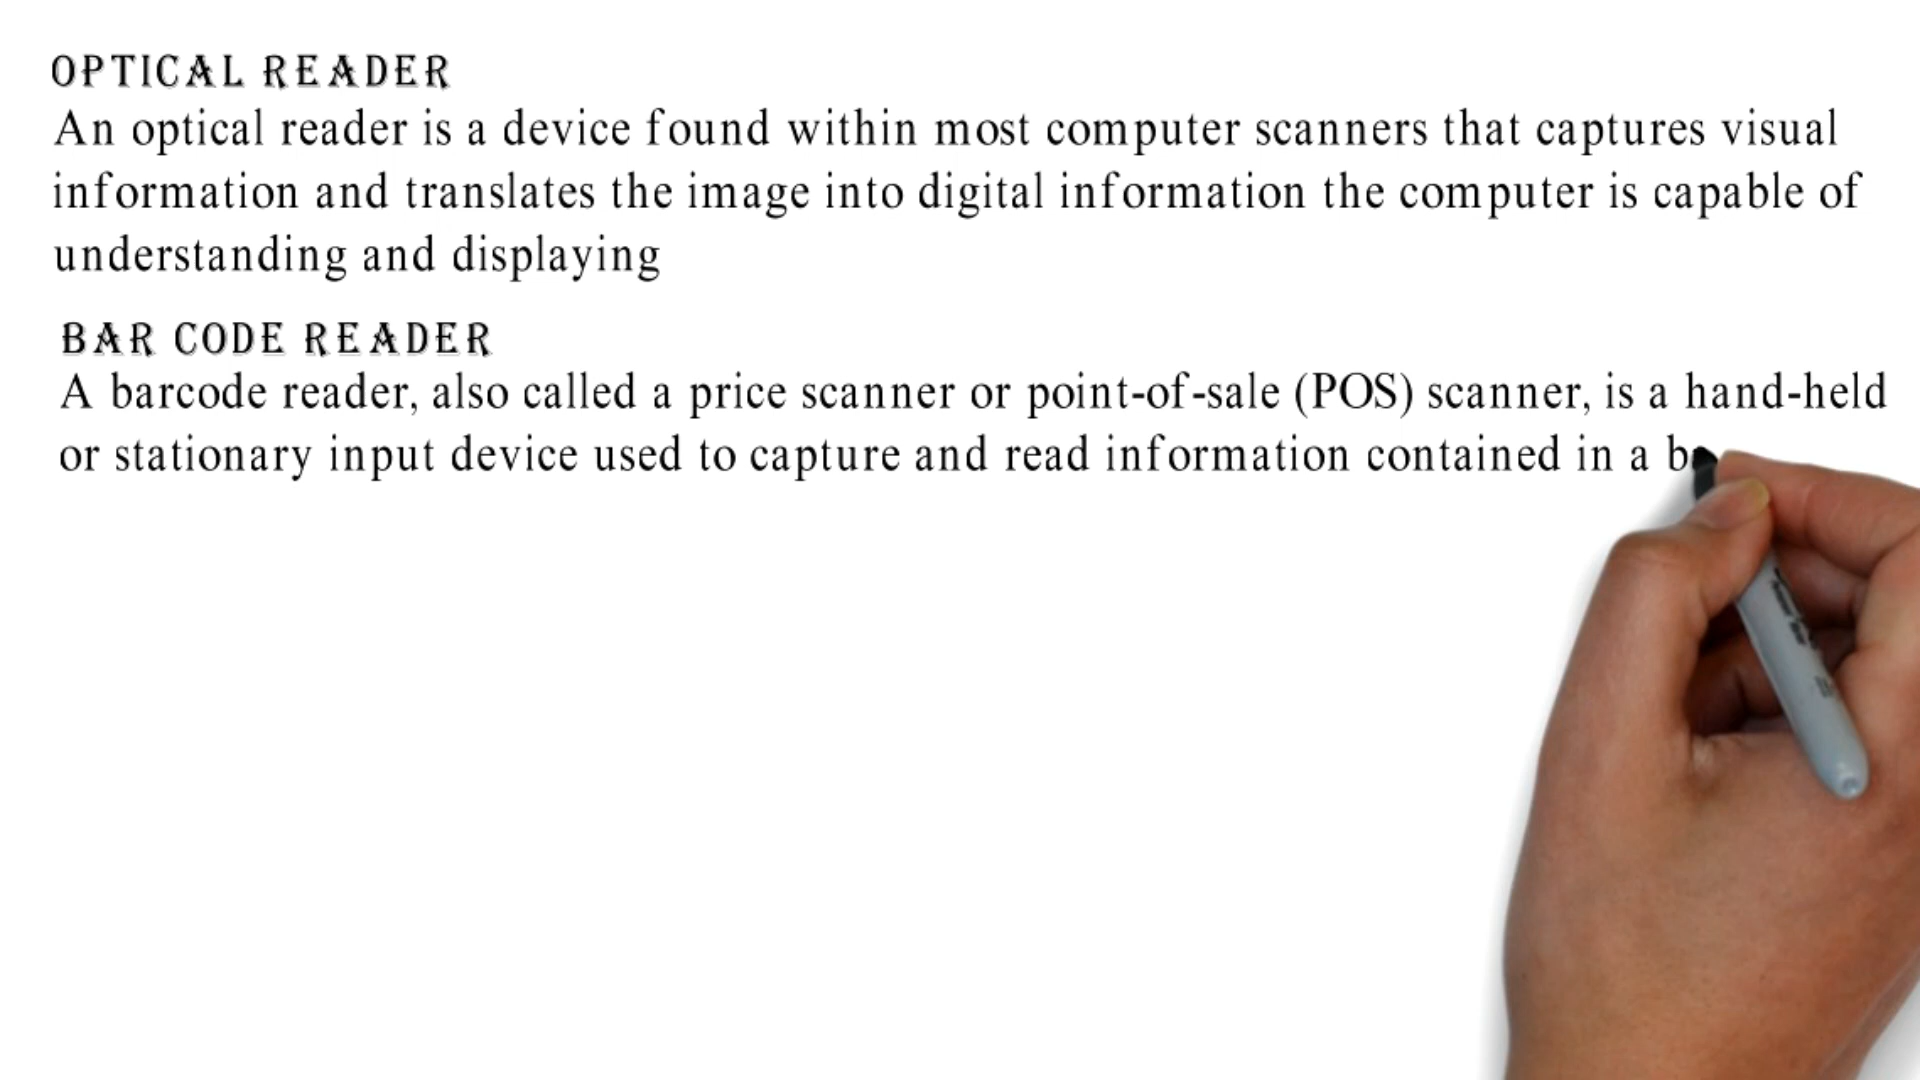 OPTICAL READER
An optical reader is a device found within most computer scanners that captures visual
information and translates the image into digital information the computer is capable of
understanding and displaying
BAR CODE READER
A barcode reader, also called a price scanner or point-of-sale (POS) scanner, is a hand-held
or stationary input device used to capture and read information contained in a